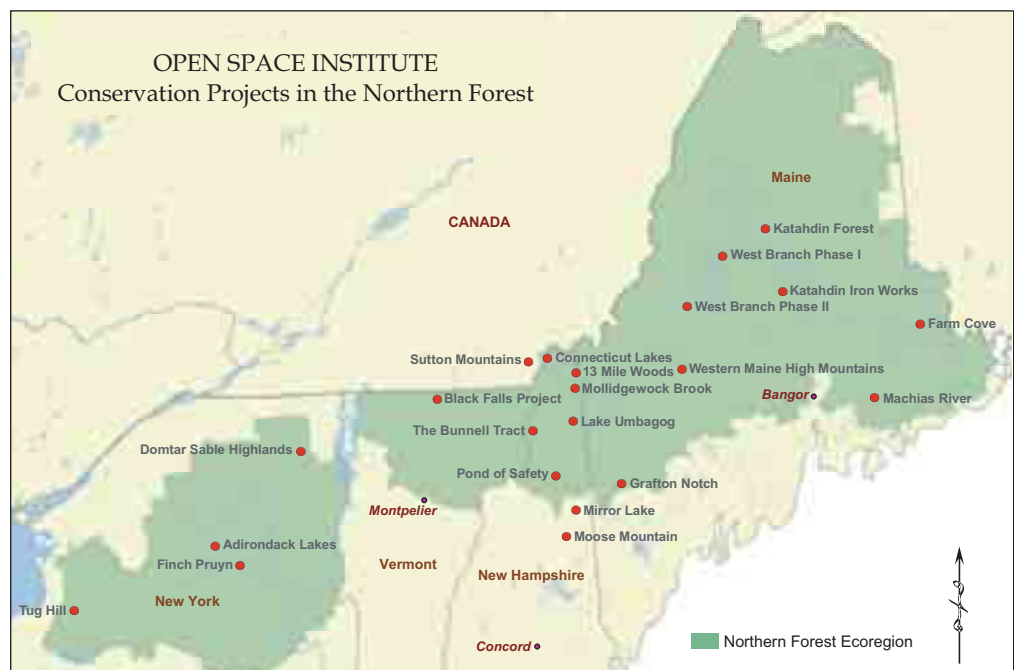 OPEN SPACE INSTITUTE
Conservation Projects in the Northern Forest
Maine
CANADA
Katahdin Forest
West Branch Phase I
Katahdin Iron Works
West Branch Phase II
Farm Cove
Sutton Mountains
Connecticut Lakes
13 Mile Woods
Western Maine High Mountains
Mollidgewock Brook
Bangor
Machias River
Black Falls Project
Lake Umbagog
The Bunnell Tract
Domtar Sable Highlands
Pond of Safety
Grafton Notch
Montpelier
Mirror Lake
Moose Mountain
Adirondack Lakes
Finch Pruyn
Vermont
New Hampshire
New York
Tug Hill
Concord
Northern Forest Ecoregion